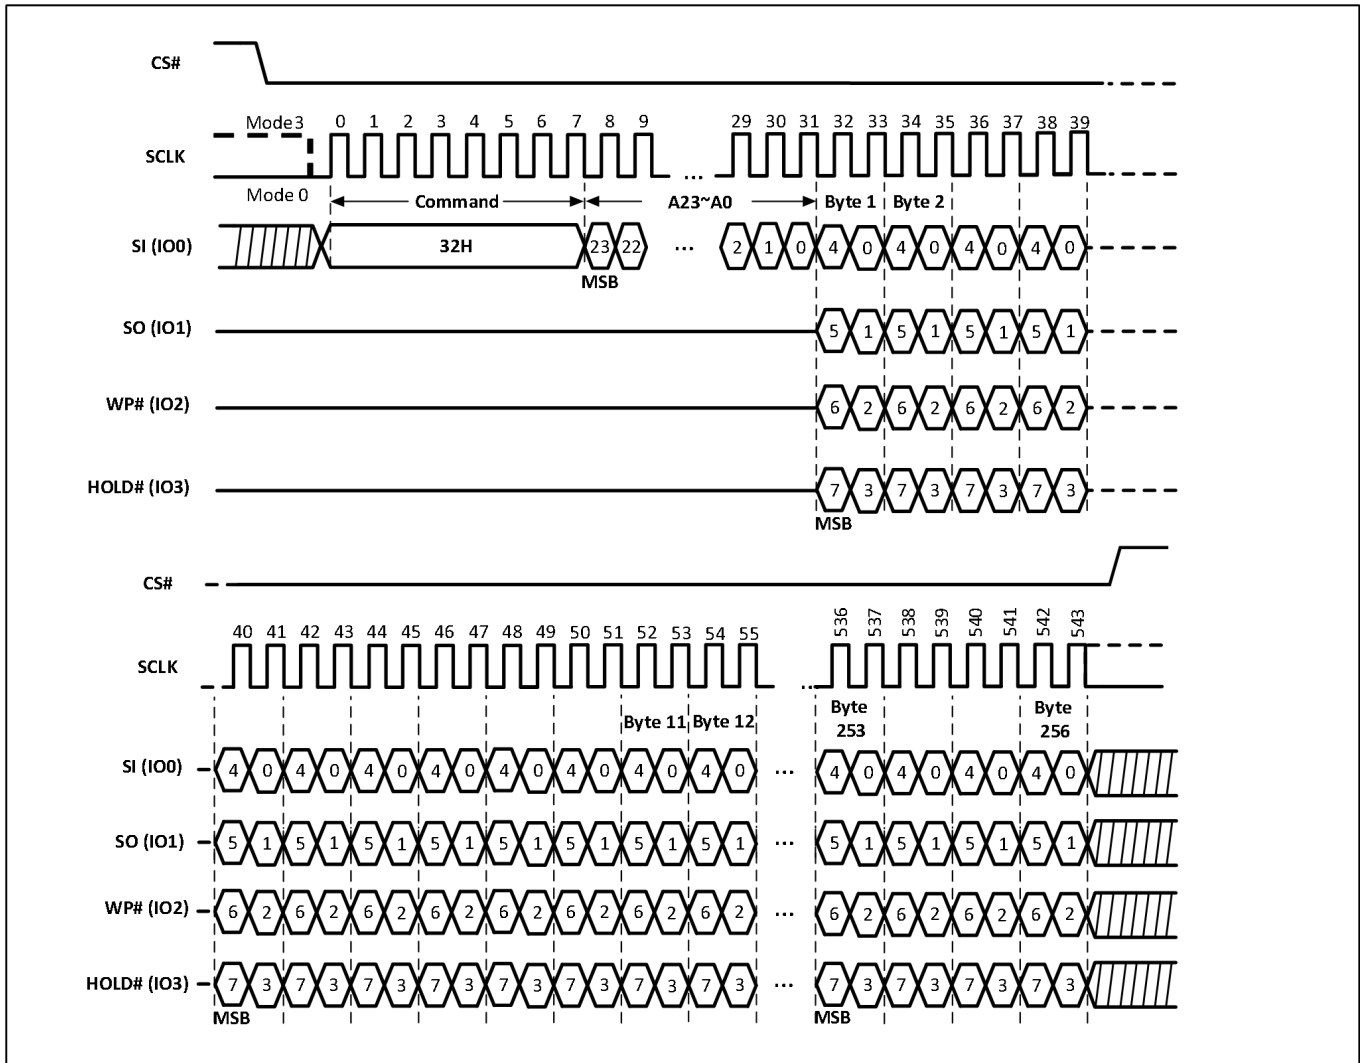 CS#
Mode3 0 1 2 3 4 5 6 7 8 9 29 30 31 32 33 34 35 36 37 38 39
SCLK ...
Mode 0 Command A23~A0 Byte 1 Byte 2
SI (IO0) 32H 23 22 ... 2 1 0 4 0 4 0 4 0 4 0
MSB
SO (IO1) 5 1 5 1 5 1 5 1
WP# (IO2) 6 2 6 2 6 2 6 2
HOLD# (IO3) 7 3 7 3 7 3 7 3
MSB
CS#
40 41 42 43 44 45 46 47 48 49 50 51 52 53 54 55 536 537 538 539 540 541 542 543
SCLK ...
Byte 11 Byte 12 Byte 253 Byte 256
SI (IO0) 4 0 4 0 4 0 4 0 4 0 4 0 4 0 4 0 ... 4 0 4 0 4 0 4 0
SO (IO1) 5 1 5 1 5 1 5 1 5 1 5 1 5 1 5 1 ... 5 1 5 1 5 1 5 1
WP# (IO2) 6 2 6 2 6 2 6 2 6 2 6 2 6 2 6 2 ... 6 2 6 2 6 2 6 2
HOLD# (IO3) 7 3 7 3 7 3 7 3 7 3 7 3 7 3 7 3 ... 7 3 7 3 7 3 7 3
MSB MSB